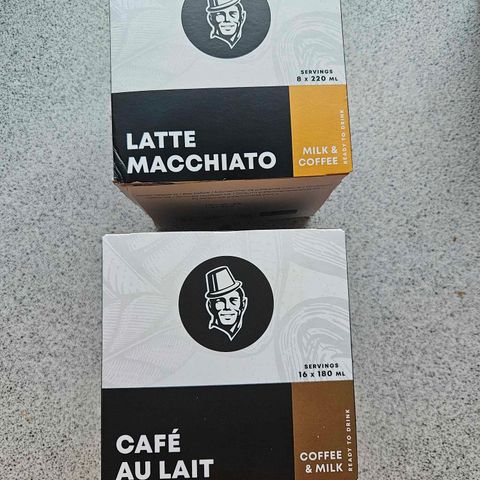 SERVINGS
8 x 220 ML
LATTE
MACCHIATO
MILK &
COFFEE
READY TO DRINK
SERVINGS
16 x 180 ML
CAFÉ
AU LAIT
COFFEE
& MILK
READY TO DRINK